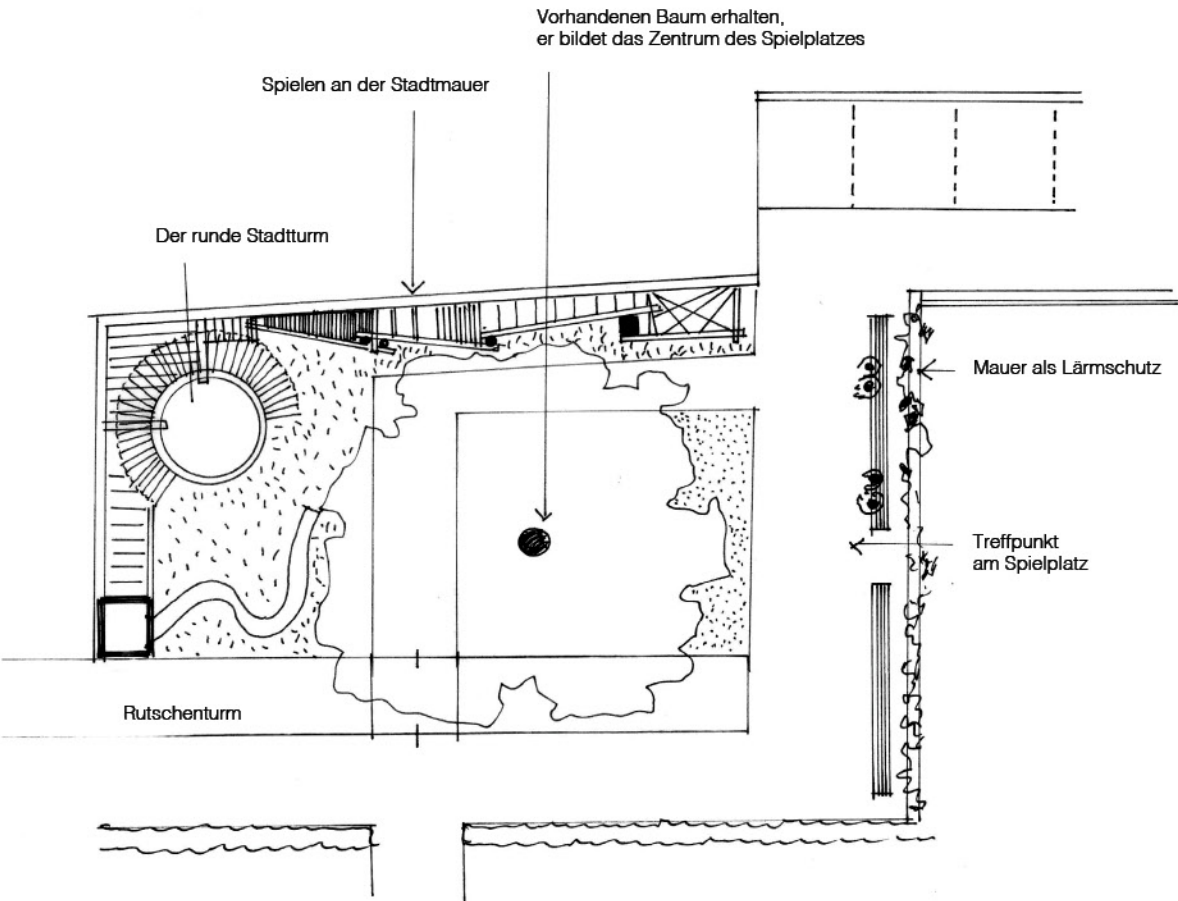 Vorhandenen Baum erhalten,
er bildet das Zentrum des Spielplatzes
Spielen an der Stadtmauer
Der runde Stadtturm
Mauer als Lärmschutz
Treffpunkt
am Spielplatz
Rutschenturm